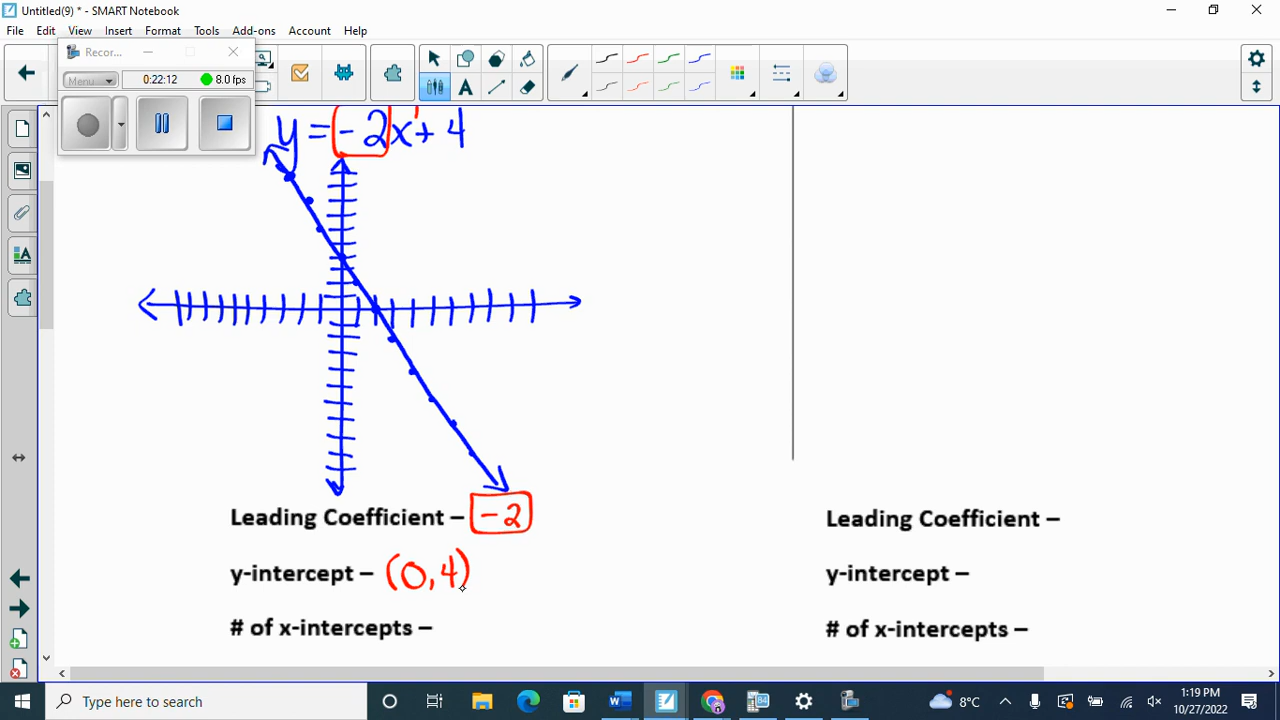 Untitled(9) * - SMART Notebook
File Edit View Insert Format Tools Add-ons Account Help
Recor...
Menu 0:22:12 8.0 fps
y = -2x¹ + 4
Leading Coefficient – -2
y-intercept – (0, 4)
# of x-intercepts –
Leading Coefficient –
y-intercept –
# of x-intercepts –
Type here to search
8°C
1:19 PM
10/27/2022